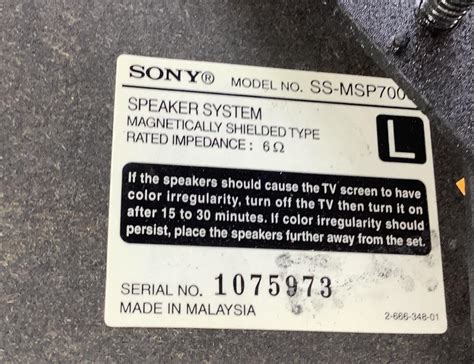 SONY® MODEL NO. SS-MSP700
SPEAKER SYSTEM
MAGNETICALLY SHIELDED TYPE
RATED IMPEDANCE : 6 Ω
L
If the speakers should cause the TV screen to have
color irregularity, turn off the TV then turn it on
after 15 to 30 minutes. If color irregularity should
persist, place the speakers further away from the set.
SERIAL NO. 1075973
MADE IN MALAYSIA
2-666-348-01